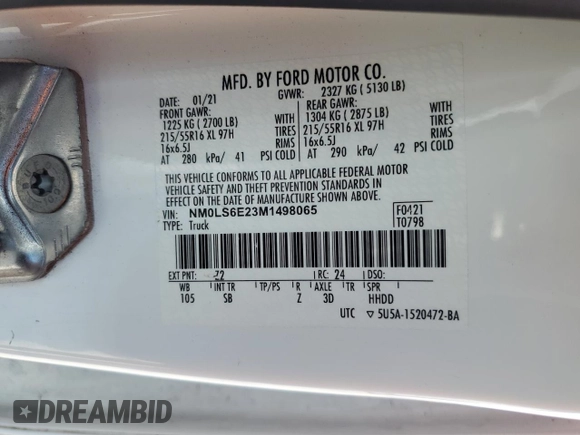 MFD. BY FORD MOTOR CO.
DATE: 01/21 GVWR: 2327 KG ( 5130 LB)
FRONT GAWR: REAR GAWR:
1225 KG ( 2700 LB) WITH 1304 KG ( 2875 LB) WITH
215/55R16 XL 97H TIRES 215/55R16 XL 97H TIRES
16x6.5J RIMS 16x6.5J RIMS
AT 280 kPa/ 41 PSI COLD AT 290 kPa/ 42 PSI COLD
THIS VEHICLE CONFORMS TO ALL APPLICABLE FEDERAL MOTOR
VEHICLE SAFETY AND THEFT PREVENTION STANDARDS IN
EFFECT ON THE DATE OF MANUFACTURE SHOWN ABOVE.
VIN: NM0LS6E23M1498065 F0421
TYPE: Truck T0798
EXT PNT: Z2 RC: 24 DSO:
WB INT TR TP/PS R AXLE TR SPR
105 SB Z 3D HHDD
UTC ▽ 5U5A-1520472-BA
DREAMBID